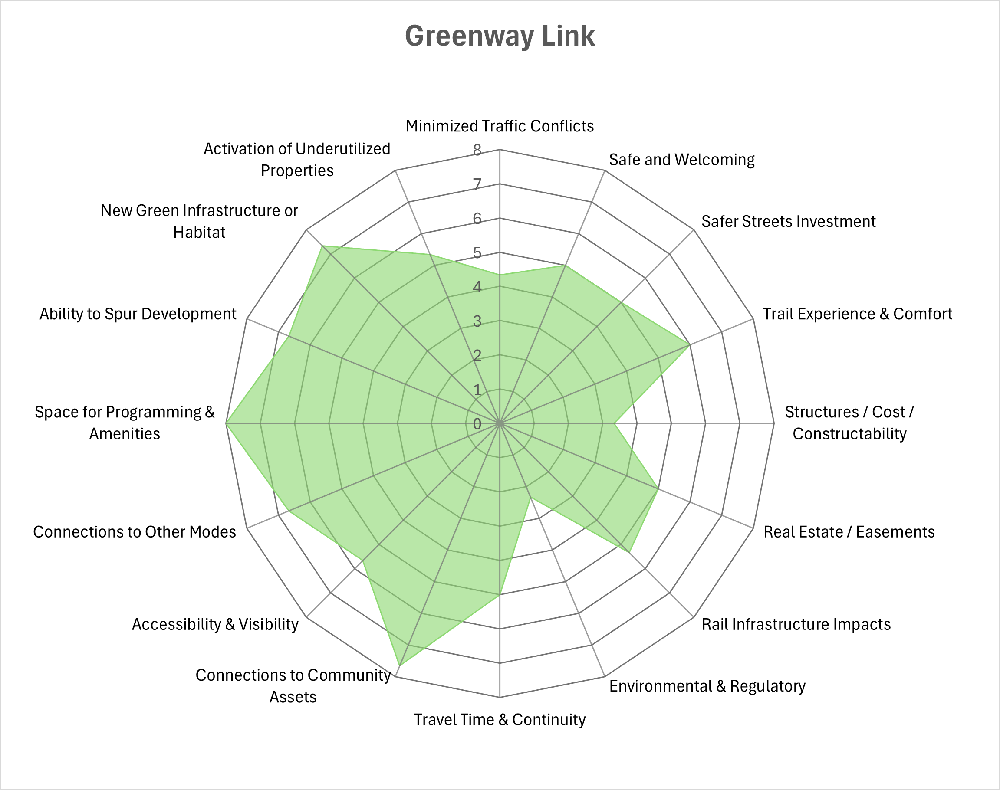 Greenway Link
Minimized Traffic Conflicts
Safe and Welcoming
Safer Streets Investment
Trail Experience & Comfort
Structures / Cost /
Constructability
Real Estate / Easements
Rail Infrastructure Impacts
Environmental & Regulatory
Travel Time & Continuity
Connections to Community
Assets
Accessibility & Visibility
Connections to Other Modes
Space for Programming &
Amenities
Ability to Spur Development
New Green Infrastructure or
Habitat
Activation of Underutilized
Properties
8
7
6
5
4
3
2
1
0